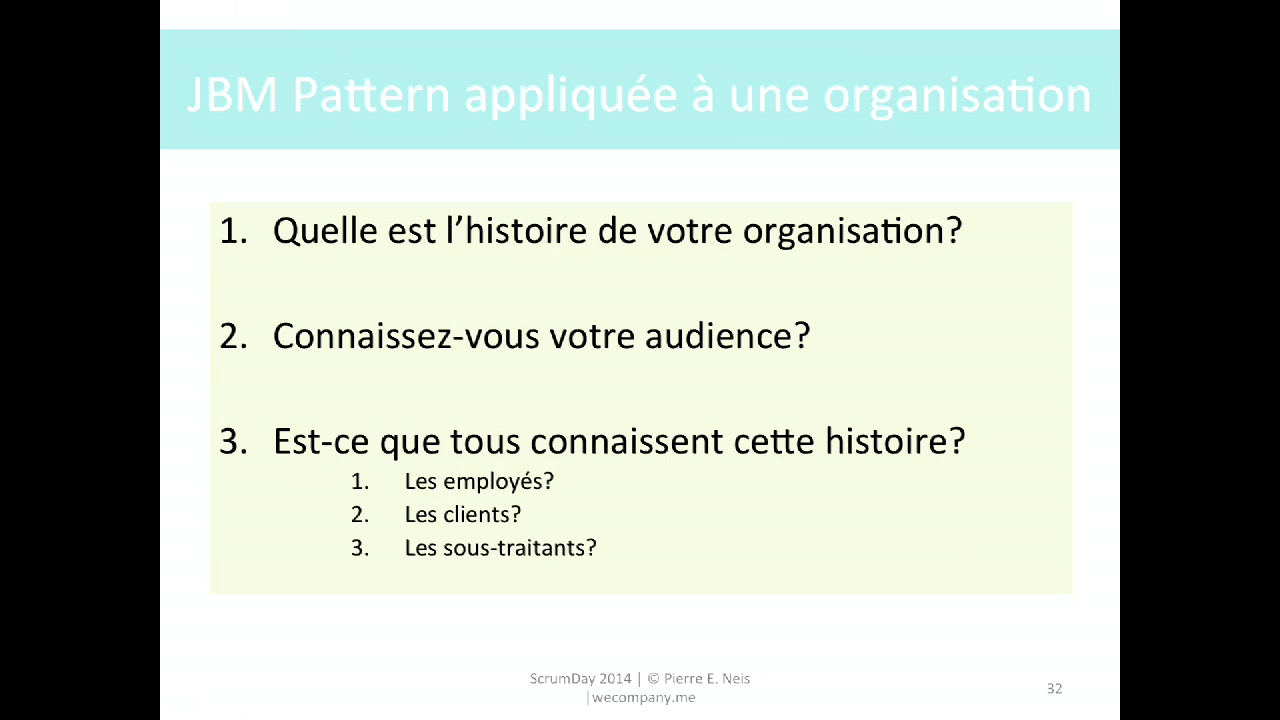 JBM Pattern appliquée à une organisation
1. Quelle est l’histoire de votre organisation?
2. Connaissez-vous votre audience?
3. Est-ce que tous connaissent cette histoire?
1. Les employés?
2. Les clients?
3. Les sous-traitants?
ScrumDay 2014 | © Pierre E. Neis
|wecompany.me
32